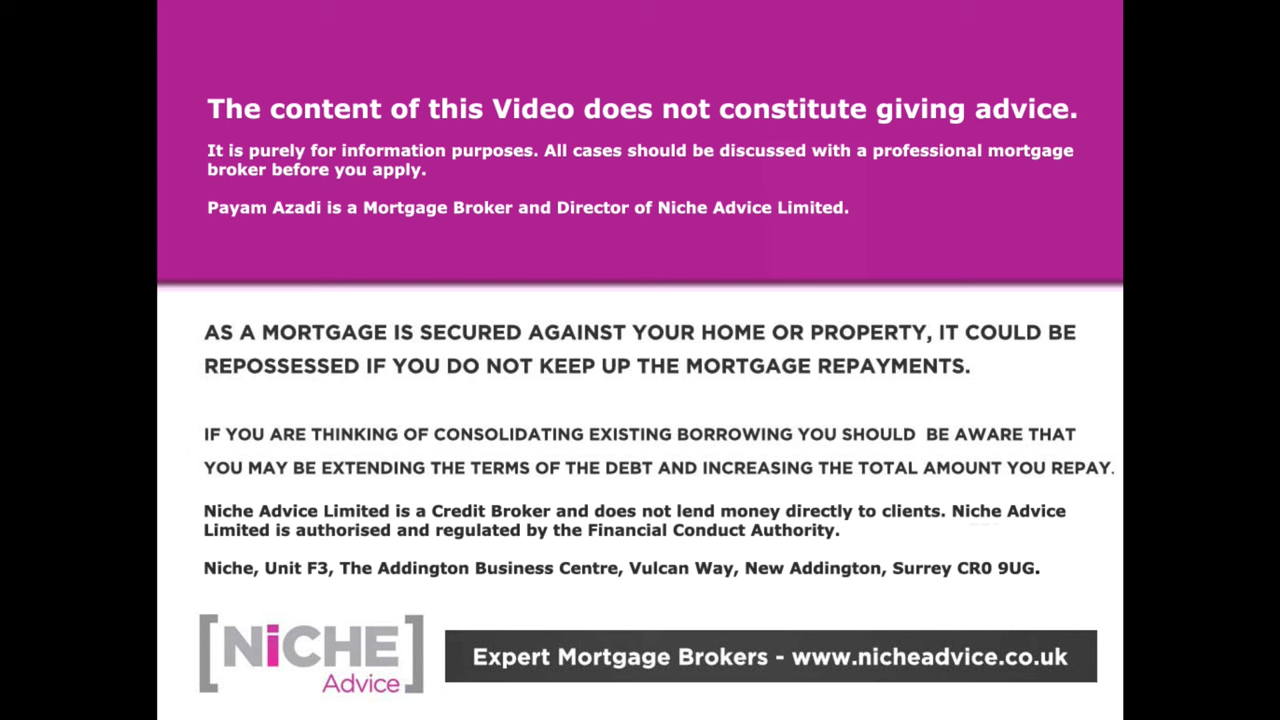 The content of this Video does not constitute giving advice.
It is purely for information purposes. All cases should be discussed with a professional mortgage
broker before you apply.
Payam Azadi is a Mortgage Broker and Director of Niche Advice Limited.
AS A MORTGAGE IS SECURED AGAINST YOUR HOME OR PROPERTY, IT COULD BE
REPOSSESSED IF YOU DO NOT KEEP UP THE MORTGAGE REPAYMENTS.
IF YOU ARE THINKING OF CONSOLIDATING EXISTING BORROWING YOU SHOULD BE AWARE THAT
YOU MAY BE EXTENDING THE TERMS OF THE DEBT AND INCREASING THE TOTAL AMOUNT YOU REPAY.
Niche Advice Limited is a Credit Broker and does not lend money directly to clients. Niche Advice
Limited is authorised and regulated by the Financial Conduct Authority.
Niche, Unit F3, The Addington Business Centre, Vulcan Way, New Addington, Surrey CR0 9UG.
[NiCHE
Advice]
Expert Mortgage Brokers - www.nicheadvice.co.uk